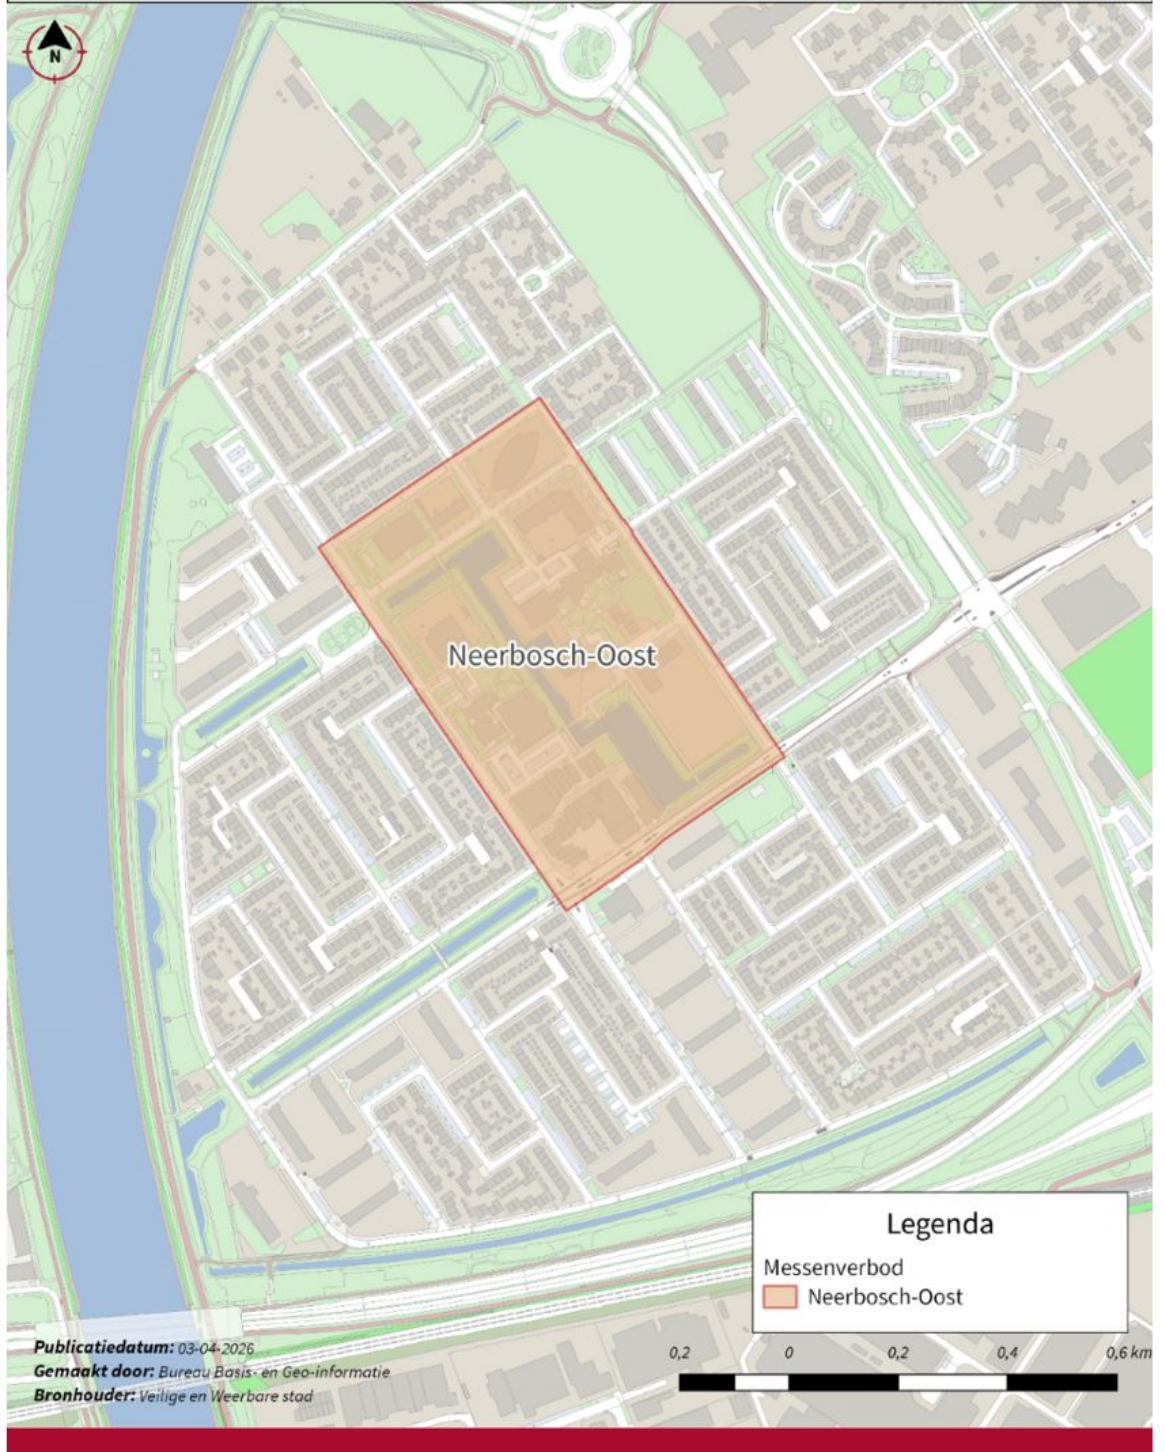 N
Neerbosch-Oost
Legenda
Messenverbod
Neerbosch-Oost
Publicatiedatum: 03-04-2026
Gemaakt door: Bureau Basis- en Geo-informatie
Bronhouder: Veilige en Weerbare stad
0,2 0 0,2 0,4 0,6 km